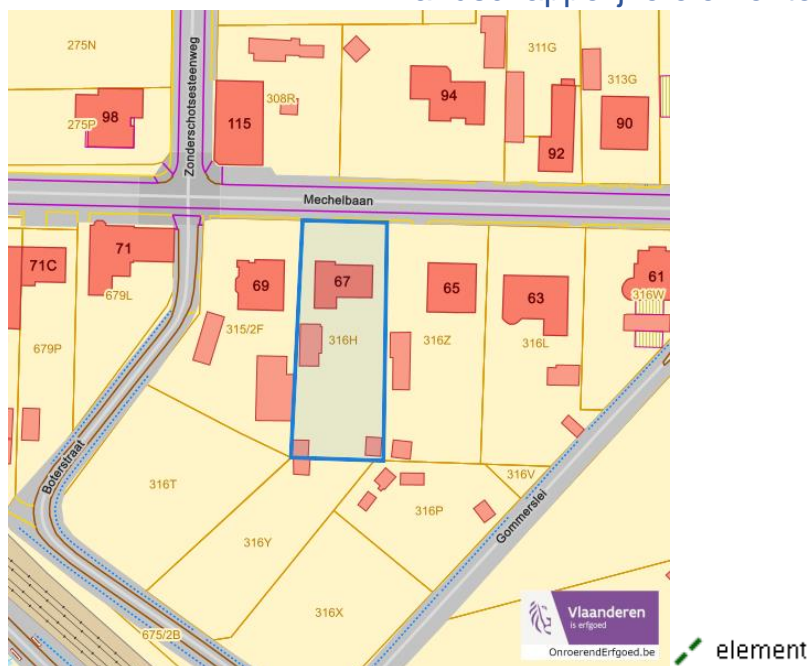 275N
311G
313G
98
275P
Zonderschotsesteenweg
115
308R
94
92
90
Mechelbaan
71C
71
679L
69
67
65
63
61
316W
679P
315/2F
316H
316Z
316L
Boterstraat
316T
316V
316P
Gommerslei
316Y
316X
675/2B
Vlaanderen
is erfgoed
OnroerendErfgoed.be
element